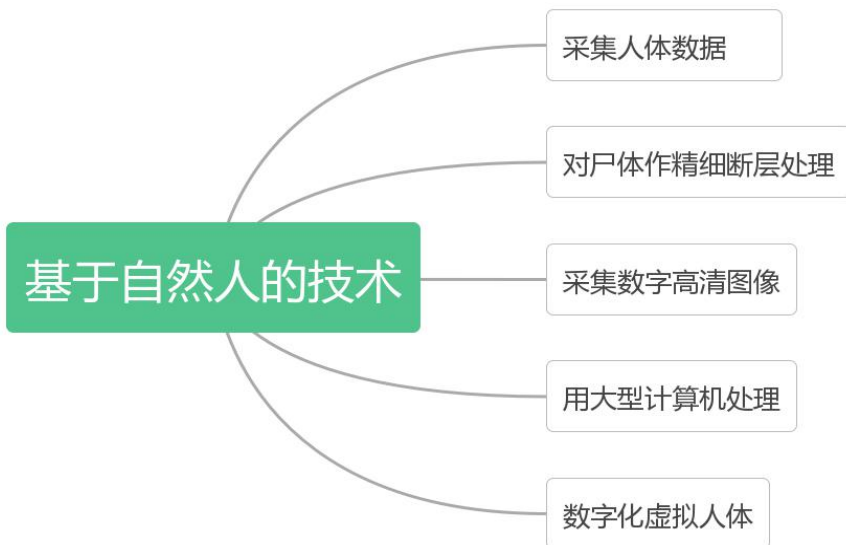 采集人体数据
对尸体作精细断层处理
基于自然人的技术
采集数字高清图像
用大型计算机处理
数字化虚拟人体